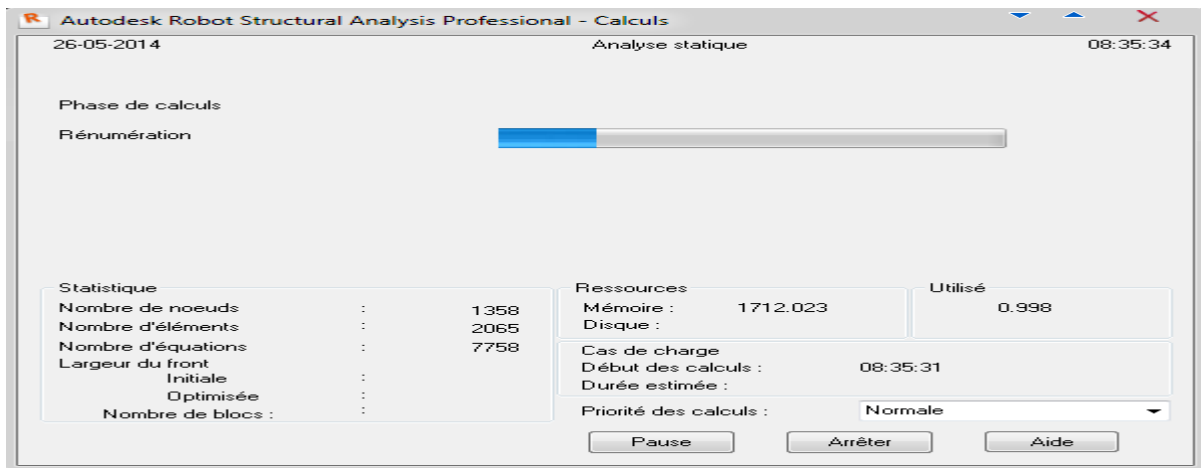 Autodesk Robot Structural Analysis Professional - Calculs
26-05-2014 Analyse statique 08:35:34
Phase de calculs
Rénumération
Statistique
Nombre de noeuds : 1358
Nombre d'éléments : 2065
Nombre d'équations : 7758
Largeur du front
Initiale :
Optimisée :
Nombre de blocs : :
Ressources
Mémoire : 1712.023
Disque :
Utilisé
0.998
Cas de charge
Début des calculs : 08:35:31
Durée estimée :
Priorité des calculs : Normale
Pause Arrêter Aide